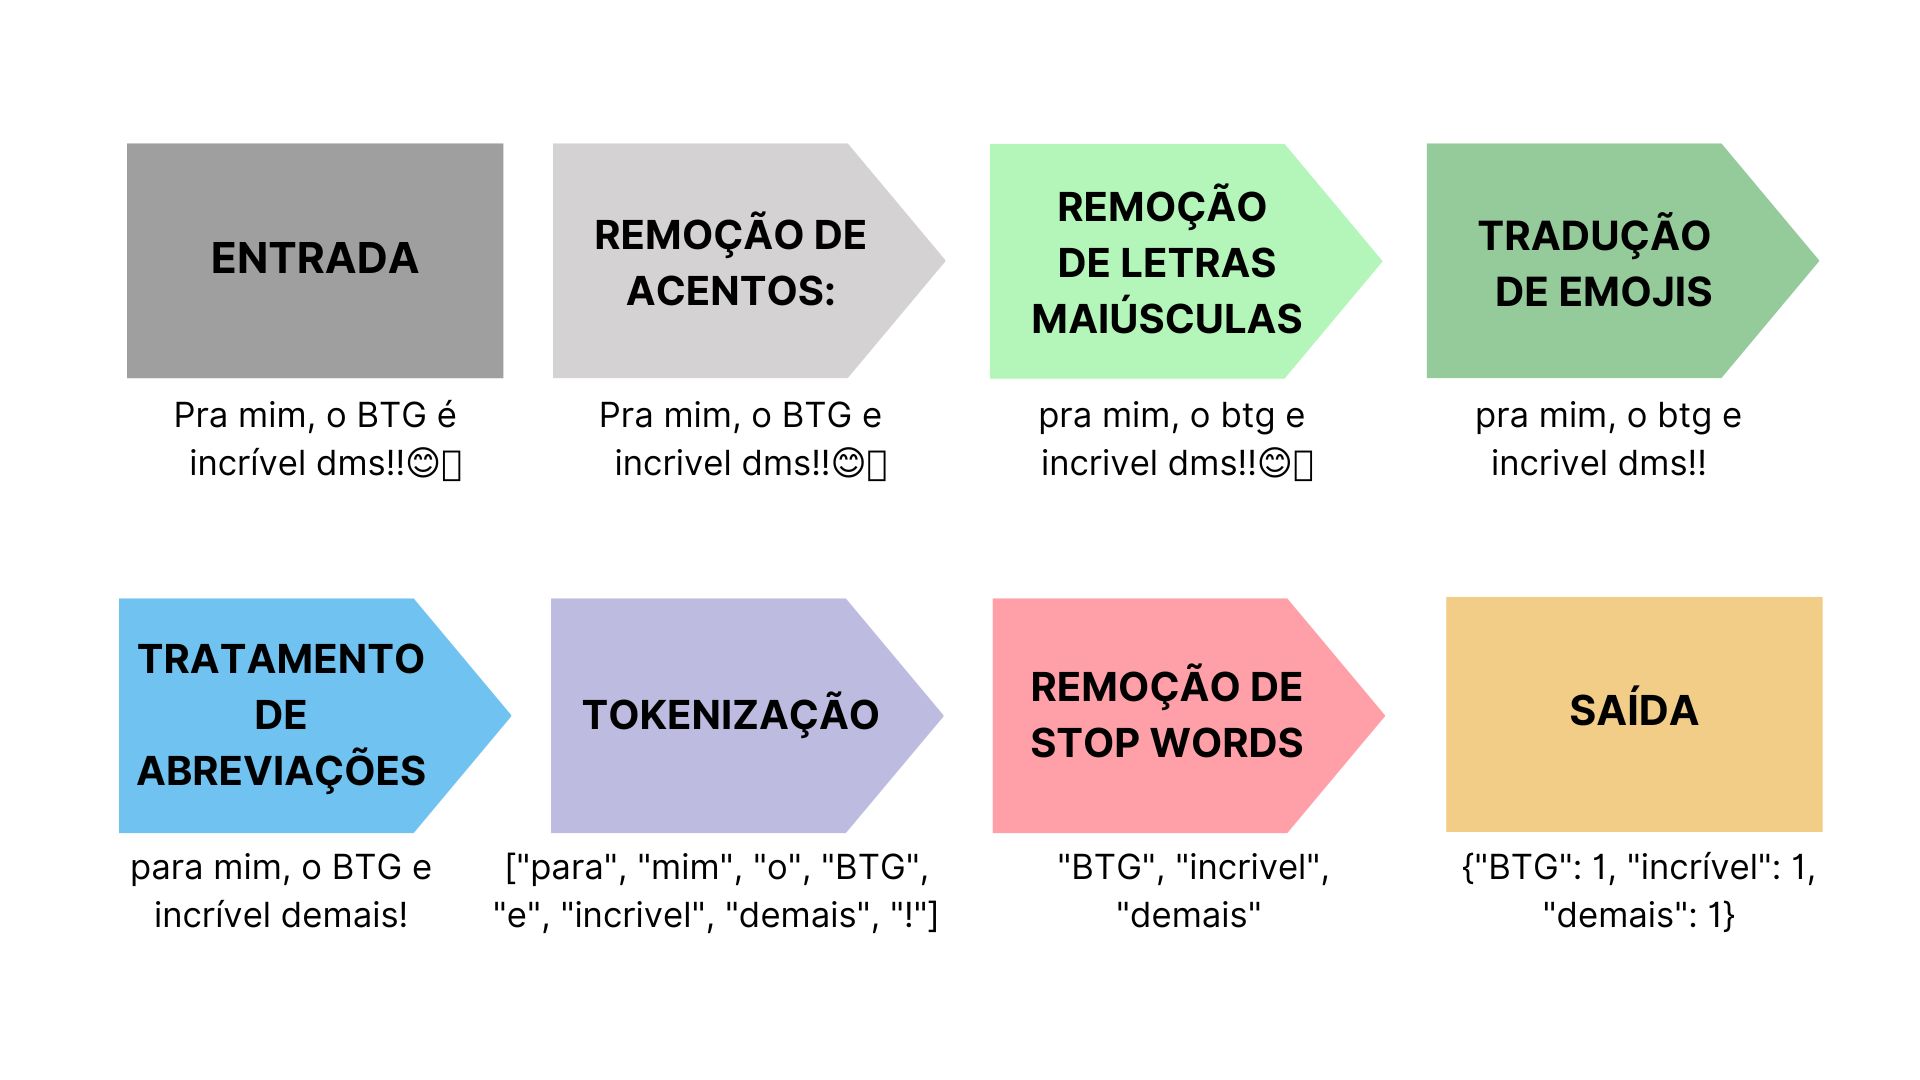 ENTRADA
Pra mim, o BTG é
incrível dms!!😊▯
REMOÇÃO DE
ACENTOS:
Pra mim, o BTG e
incrivel dms!!😊▯
REMOÇÃO
DE LETRAS
MAIÚSCULAS
pra mim, o btg e
incrivel dms!!😊▯
TRADUÇÃO
DE EMOJIS
pra mim, o btg e
incrivel dms!!
TRATAMENTO
DE
ABREVIAÇÕES
para mim, o BTG e
incrível demais!
TOKENIZAÇÃO
["para", "mim", "o", "BTG",
"e", "incrivel", "demais", "!"]
REMOÇÃO DE
STOP WORDS
"BTG", "incrivel",
"demais"
SAÍDA
{"BTG": 1, "incrível": 1,
"demais": 1}